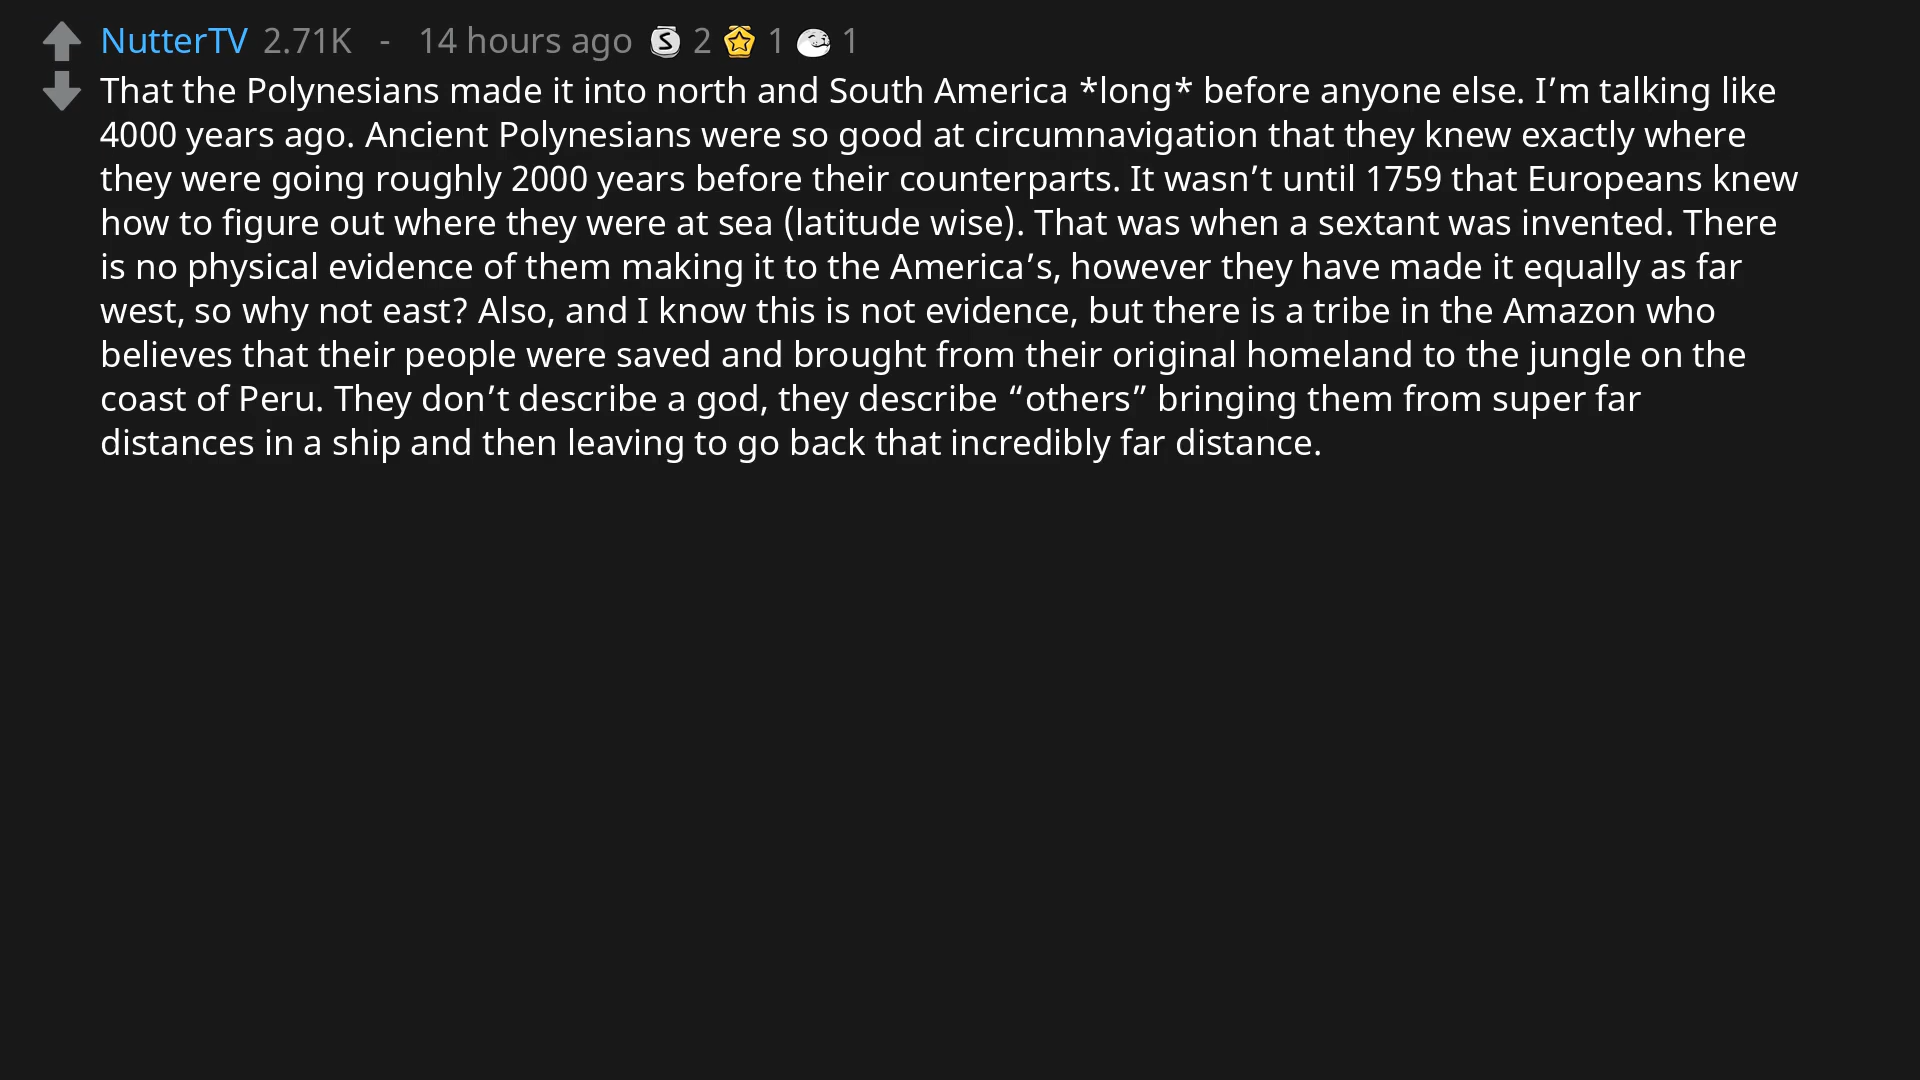 NutterTV 2.71K - 14 hours ago S 2 1 1
That the Polynesians made it into north and South America *long* before anyone else. I’m talking like
4000 years ago. Ancient Polynesians were so good at circumnavigation that they knew exactly where
they were going roughly 2000 years before their counterparts. It wasn’t until 1759 that Europeans knew
how to figure out where they were at sea (latitude wise). That was when a sextant was invented. There
is no physical evidence of them making it to the America’s, however they have made it equally as far
west, so why not east? Also, and I know this is not evidence, but there is a tribe in the Amazon who
believes that their people were saved and brought from their original homeland to the jungle on the
coast of Peru. They don’t describe a god, they describe “others” bringing them from super far
distances in a ship and then leaving to go back that incredibly far distance.